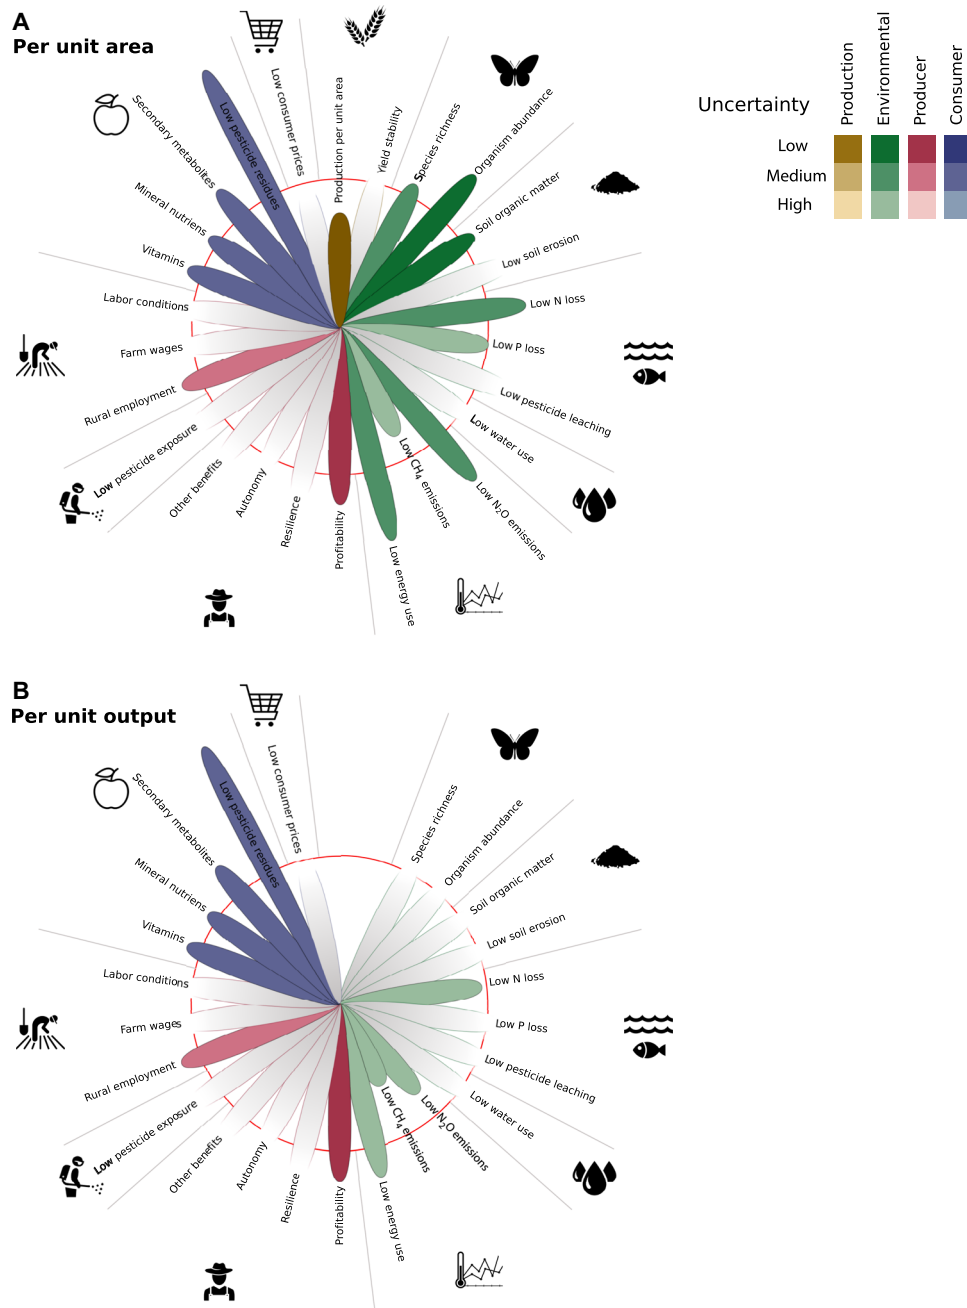 A
Per unit area
Uncertainty
Production
Environmental
Producer
Consumer
Low
Medium
High
Low consumer prices
Production per unit area
Yield stability
Species richness
Organism abundance
Soil organic matter
Low soil erosion
Low N loss
Low P loss
Low pesticide leaching
Low water use
Low N2O emissions
Low CH4 emissions
Low energy use
Profitability
Resilience
Autonomy
Other benefits
Low pesticide exposure
Rural employment
Farm wages
Labor conditions
Vitamins
Mineral nutriens
Secondary metabolites
Low pesticide residues
B
Per unit output
Low consumer prices
Species richness
Organism abundance
Soil organic matter
Low soil erosion
Low N loss
Low P loss
Low pesticide leaching
Low water use
Low N2O emissions
Low CH4 emissions
Low energy use
Profitability
Resilience
Autonomy
Other benefits
Low pesticide exposure
Rural employment
Farm wages
Labor conditions
Vitamins
Mineral nutriens
Secondary metabolites
Low pesticide residues